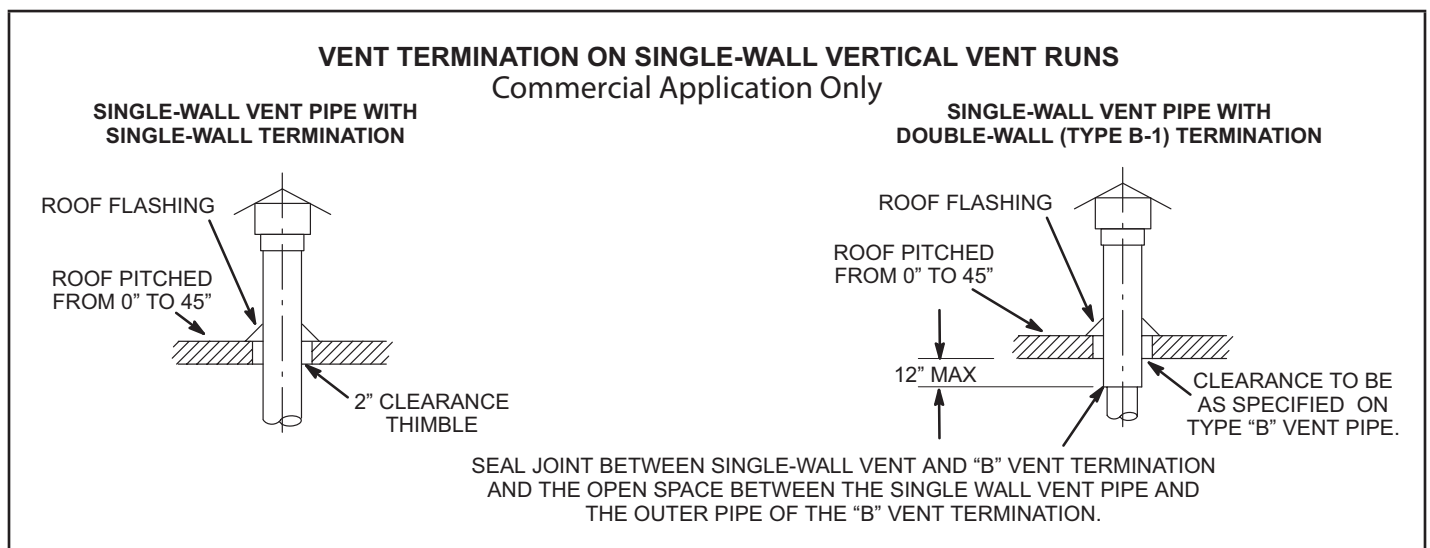 VENT TERMINATION ON SINGLE-WALL VERTICAL VENT RUNS
Commercial Application Only
SINGLE-WALL VENT PIPE WITH
SINGLE-WALL TERMINATION
ROOF FLASHING
ROOF PITCHED
FROM 0” TO 45”
2” CLEARANCE
THIMBLE
SINGLE-WALL VENT PIPE WITH
DOUBLE-WALL (TYPE B-1) TERMINATION
ROOF FLASHING
ROOF PITCHED
FROM 0” TO 45”
12” MAX
CLEARANCE TO BE
AS SPECIFIED ON
TYPE “B” VENT PIPE.
SEAL JOINT BETWEEN SINGLE-WALL VENT AND “B” VENT TERMINATION
AND THE OPEN SPACE BETWEEN THE SINGLE WALL VENT PIPE AND
THE OUTER PIPE OF THE “B” VENT TERMINATION.